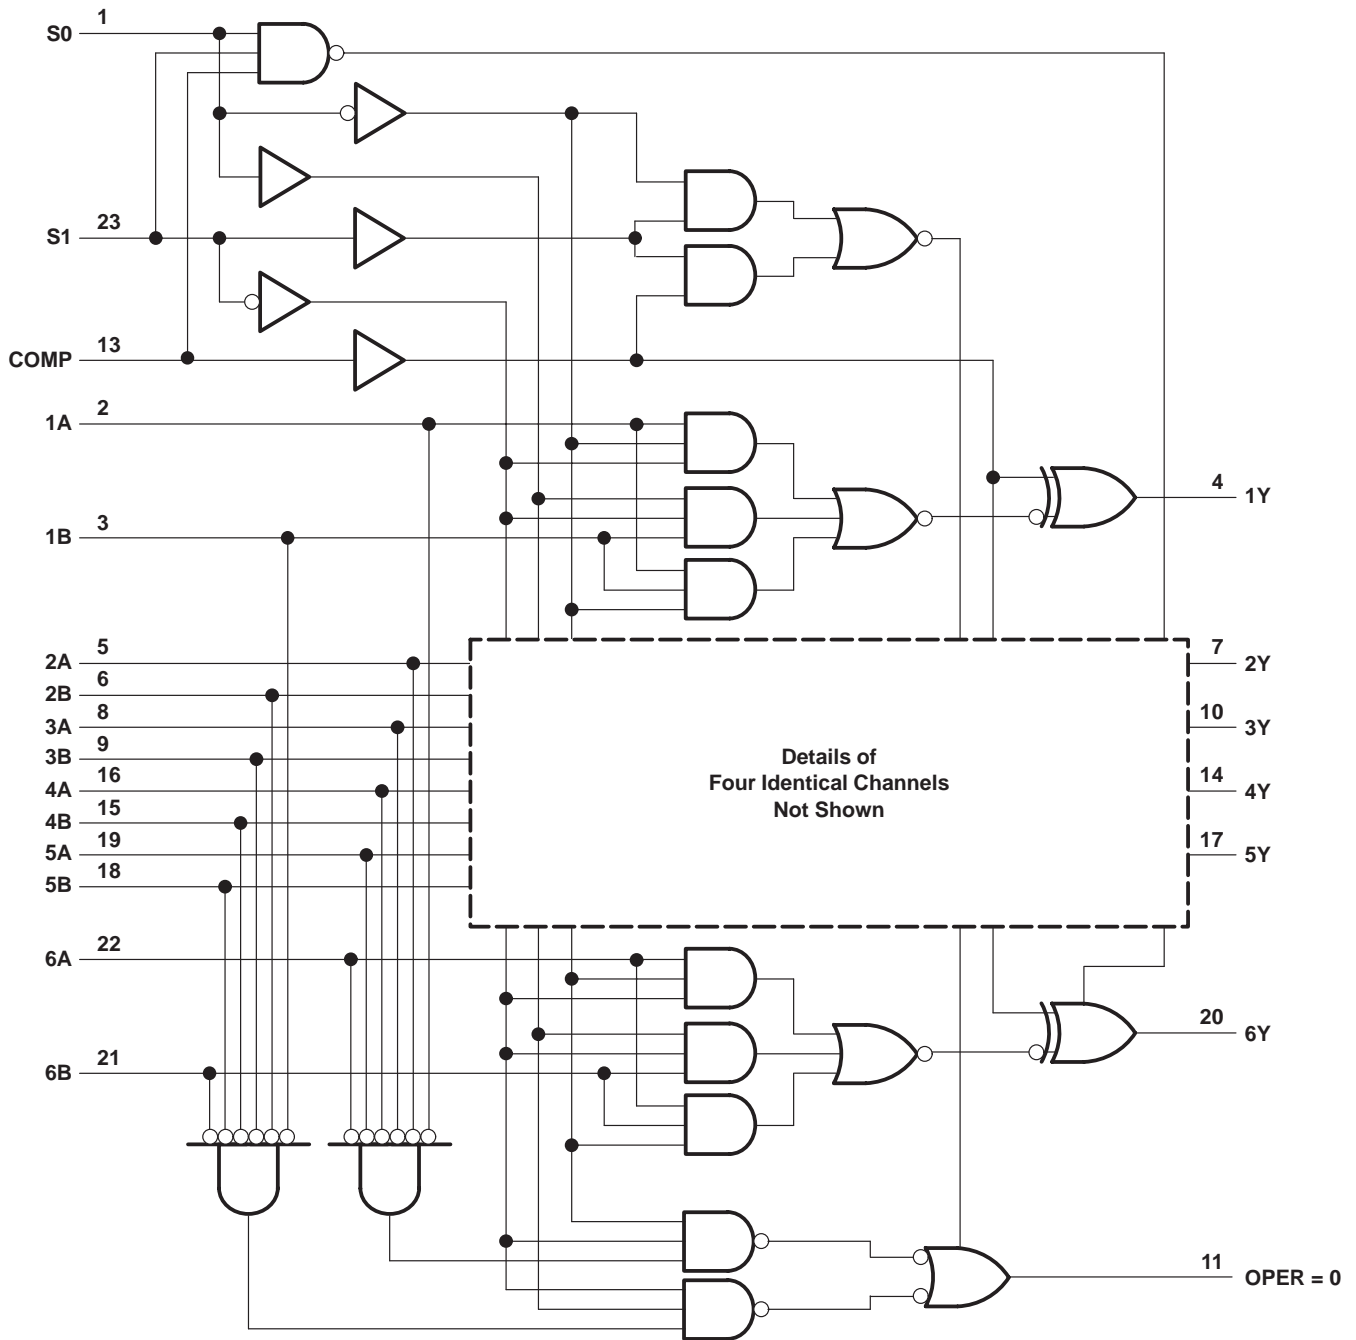 S0 1
S1 23
COMP 13
1A 2
4 1Y
1B 3
2A 5
7 2Y
2B 6
3A 8
10 3Y
3B 9
4A 16
14 4Y
4B 15
5A 19
17 5Y
5B 18
Details of
Four Identical Channels
Not Shown
6A 22
20 6Y
6B 21
11 OPER = 0